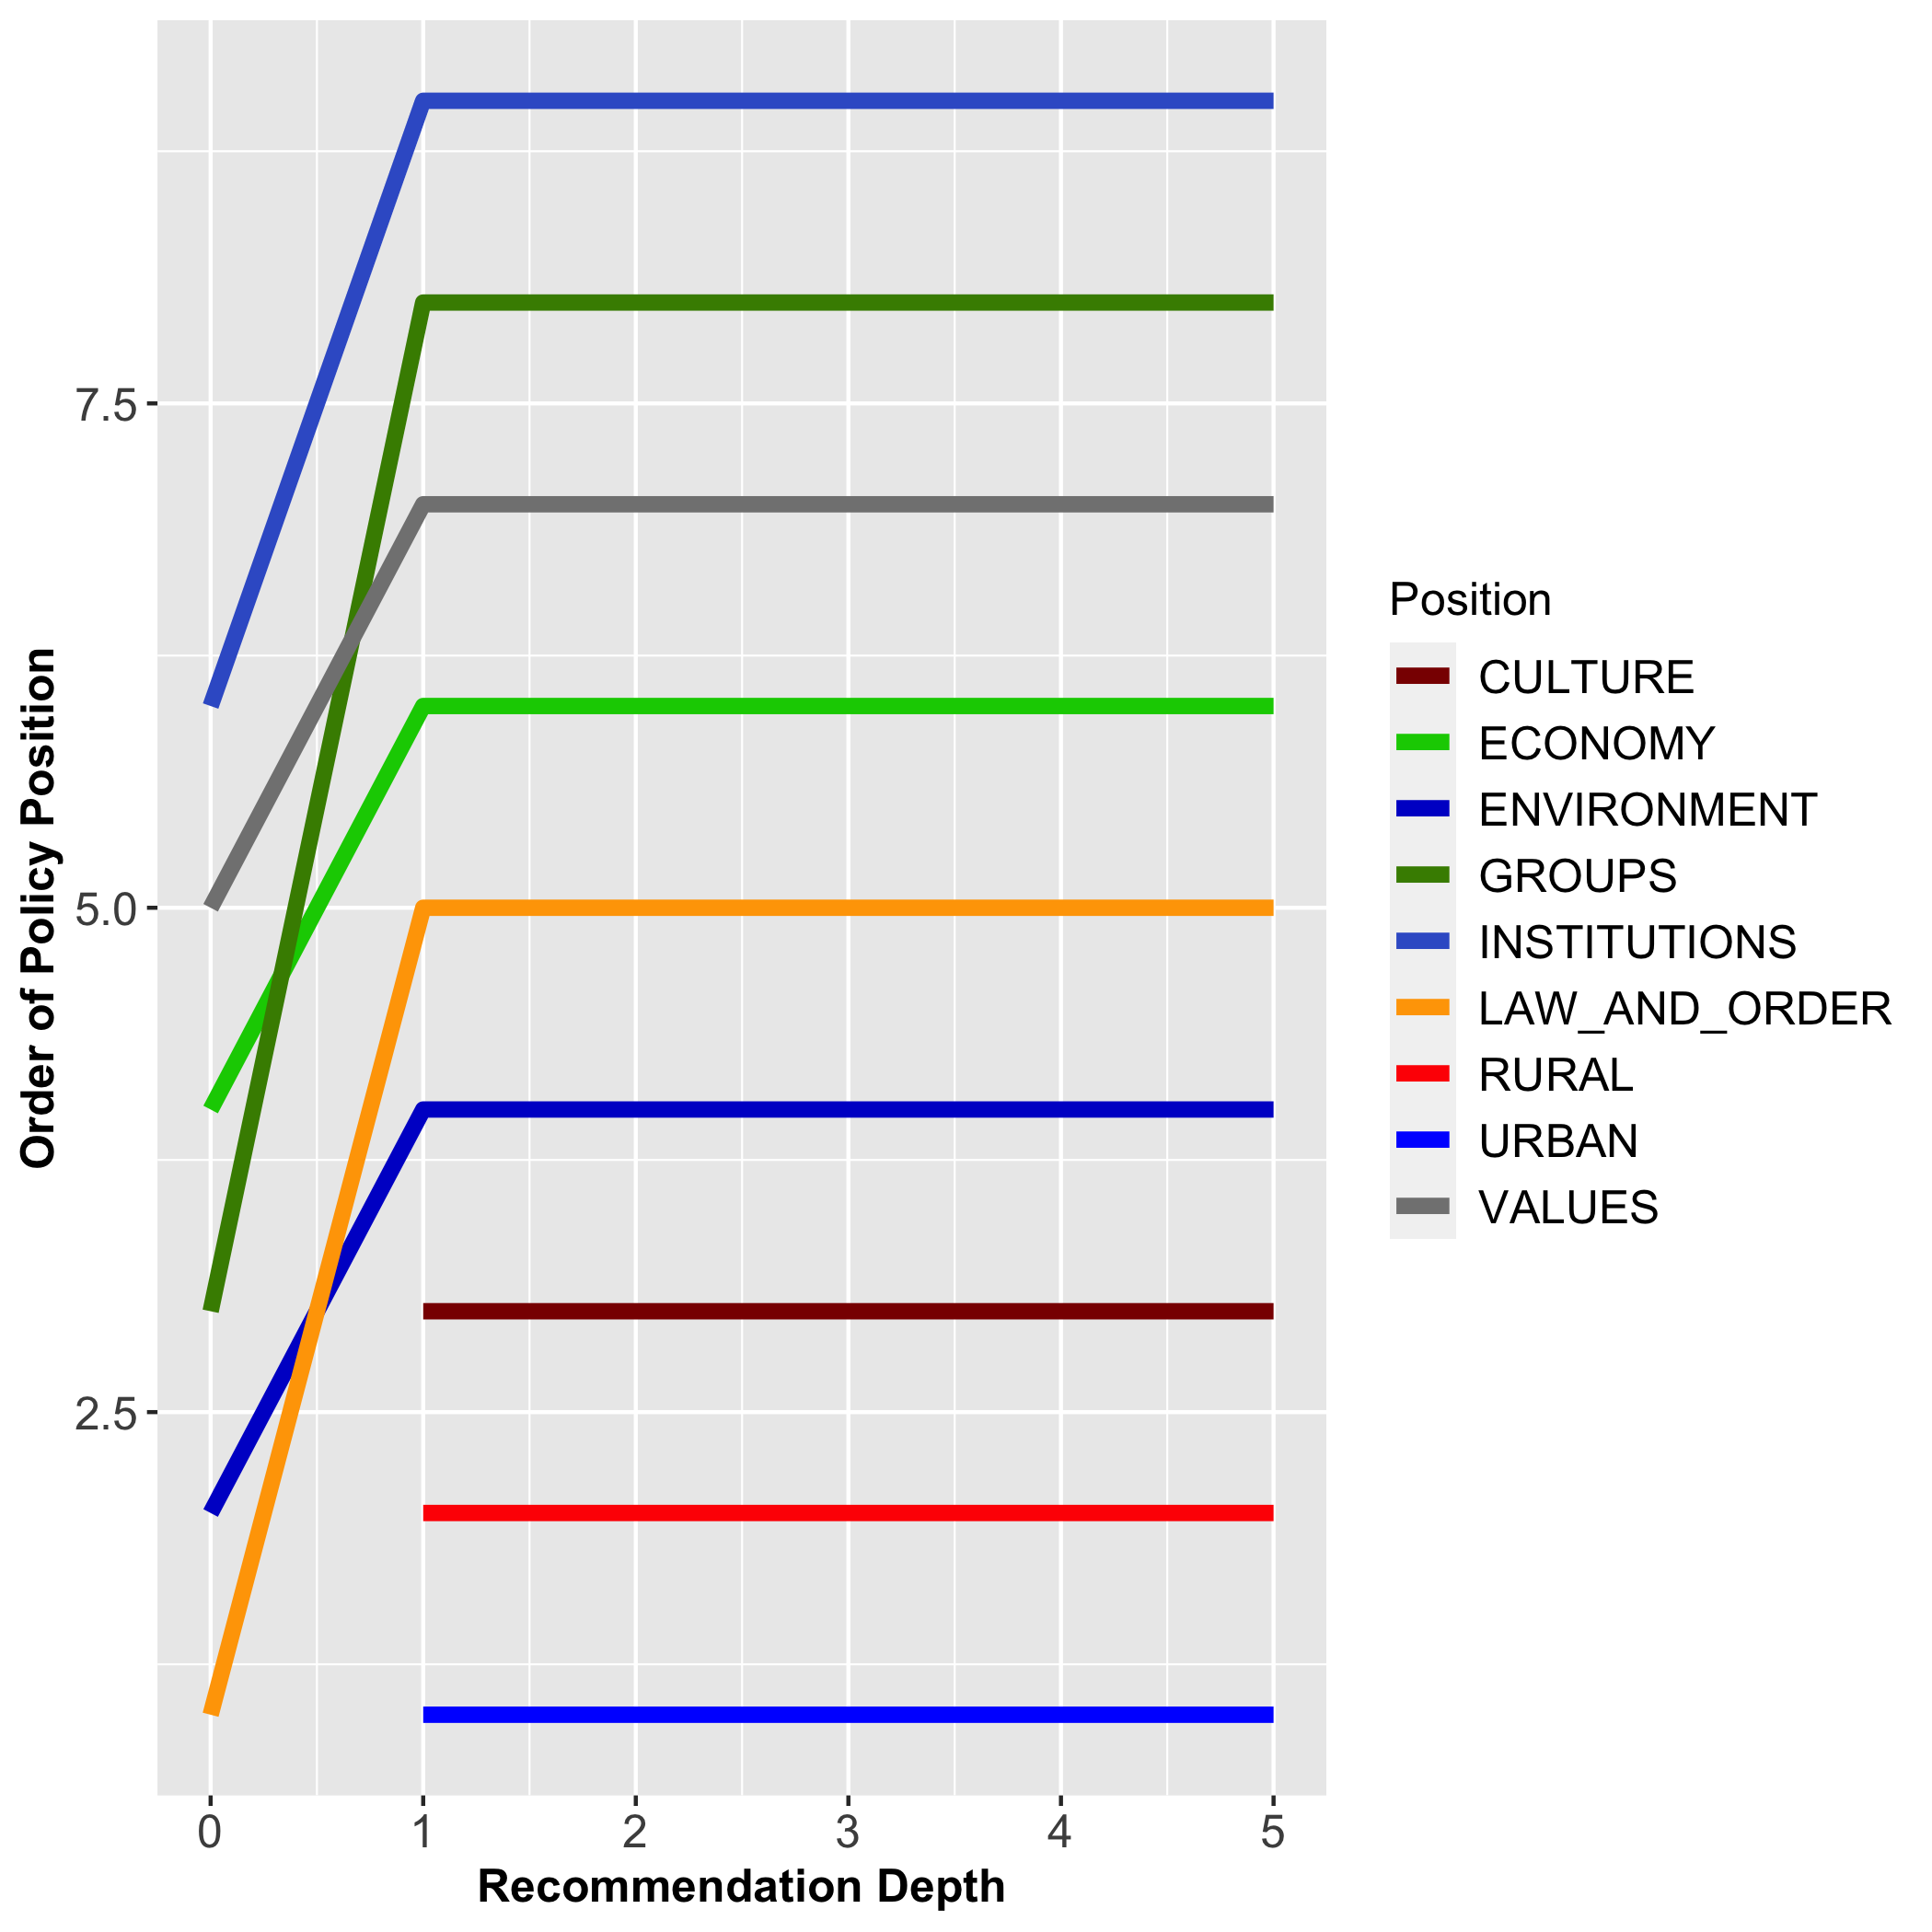 Order of Policy Position
7.5
5.0
2.5
0 1 2 3 4 5
Recommendation Depth
Position
CULTURE
ECONOMY
ENVIRONMENT
GROUPS
INSTITUTIONS
LAW_AND_ORDER
RURAL
URBAN
VALUES